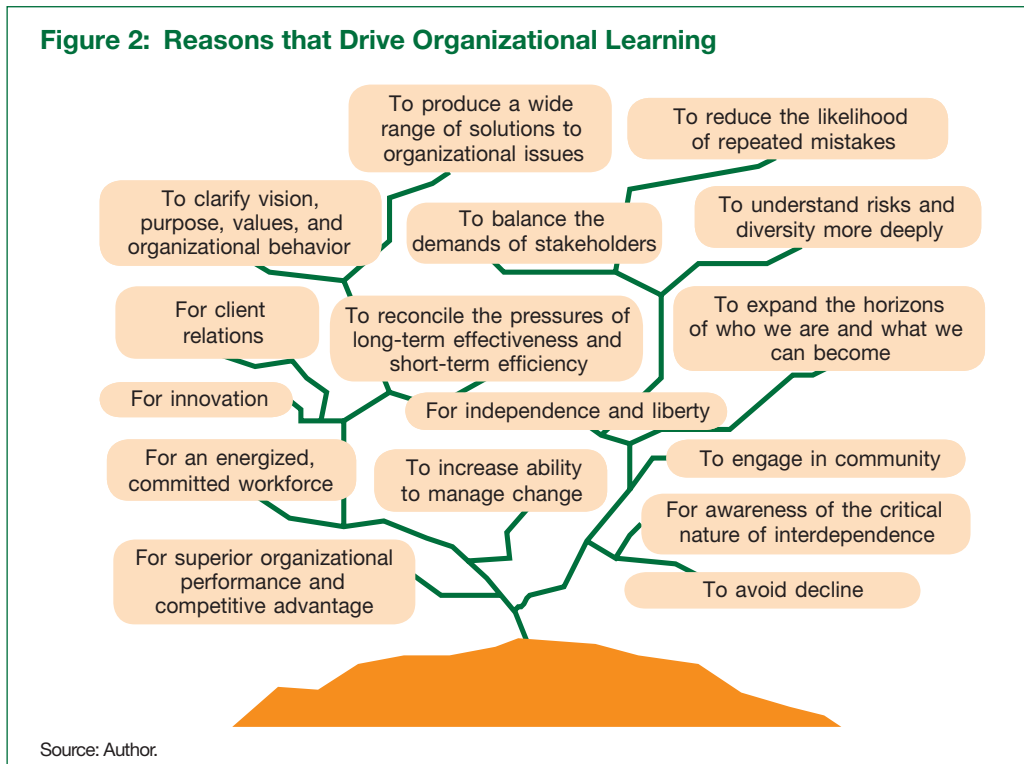 Figure 2: Reasons that Drive Organizational Learning
To produce a wide
range of solutions to
organizational issues
To reduce the likelihood
of repeated mistakes
To clarify vision,
purpose, values, and
organizational behavior
To balance the
demands of stakeholders
To understand risks and
diversity more deeply
For client
relations
To reconcile the pressures of
long-term effectiveness and
short-term efficiency
To expand the horizons
of who we are and what we
can become
For innovation
For independence and liberty
For an energized,
committed workforce
To increase ability
to manage change
To engage in community
For awareness of the critical
nature of interdependence
For superior organizational
performance and
competitive advantage
To avoid decline
Source: Author.